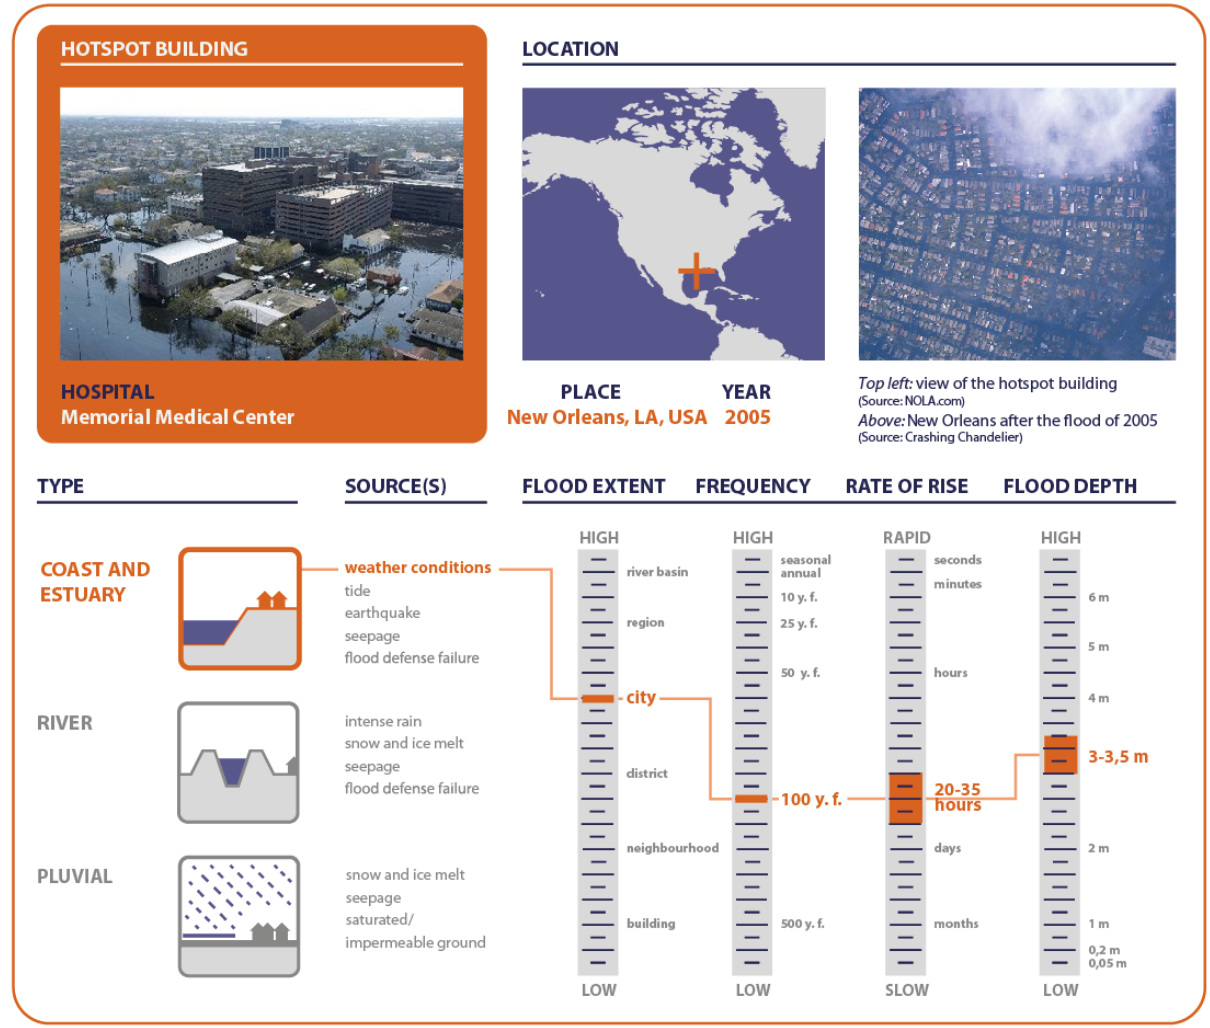 HOTSPOT BUILDING
LOCATION
HOSPITAL
Memorial Medical Center
PLACE
New Orleans, LA, USA
YEAR
2005
Top left: view of the hotspot building
(Source: NOLA.com)
Above: New Orleans after the flood of 2005
(Source: Crashing Chandelier)
TYPE
SOURCE(S)
FLOOD EXTENT
FREQUENCY
RATE OF RISE
FLOOD DEPTH
COAST AND
ESTUARY
weather conditions
tide
earthquake
seepage
flood defense failure
RIVER
intense rain
snow and ice melt
seepage
flood defense failure
PLUVIAL
snow and ice melt
seepage
saturated/
impermeable ground
HIGH
river basin
region
city
district
neighbourhood
building
LOW
HIGH
seasonal
annual
10 y. f.
25 y. f.
50 y. f.
100 y. f.
500 y. f.
LOW
RAPID
seconds
minutes
hours
20-35
hours
days
months
SLOW
HIGH
6 m
5 m
4 m
3-3,5 m
2 m
1 m
0,2 m
0,05 m
LOW